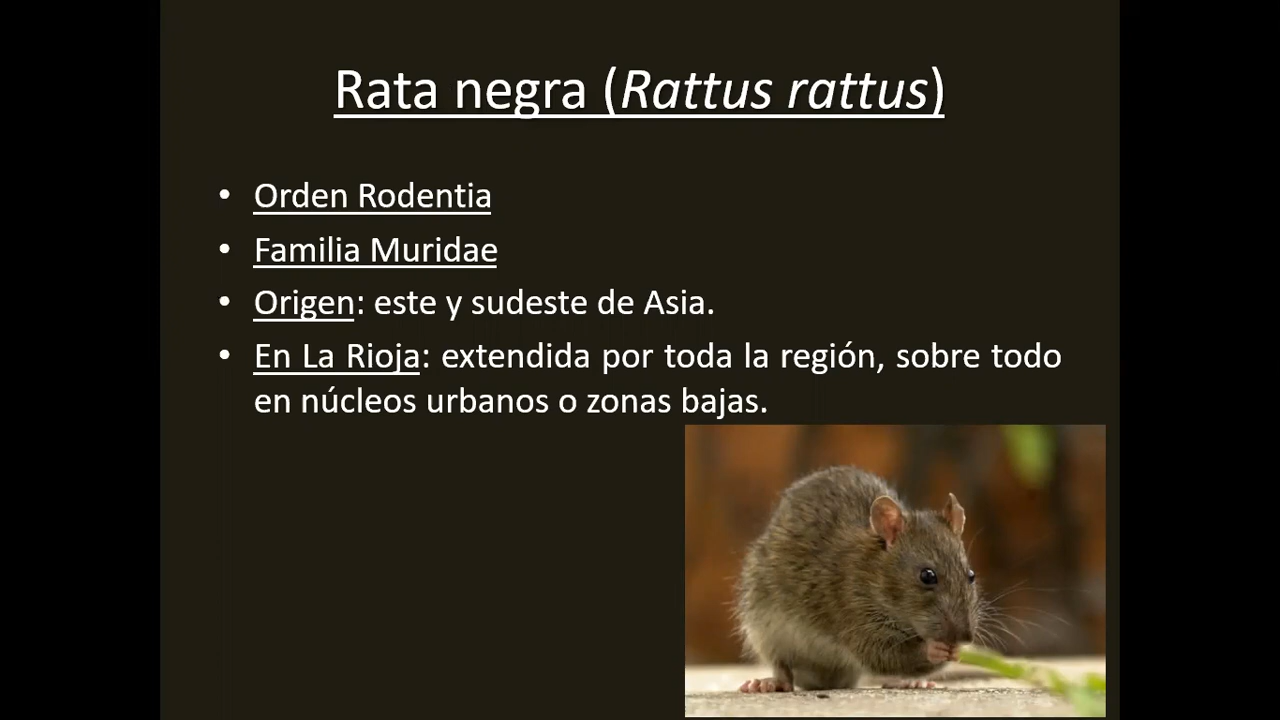 Rata negra (Rattus rattus)
• Orden Rodentia
• Familia Muridae
• Origen: este y sudeste de Asia.
• En La Rioja: extendida por toda la región, sobre todo
en núcleos urbanos o zonas bajas.